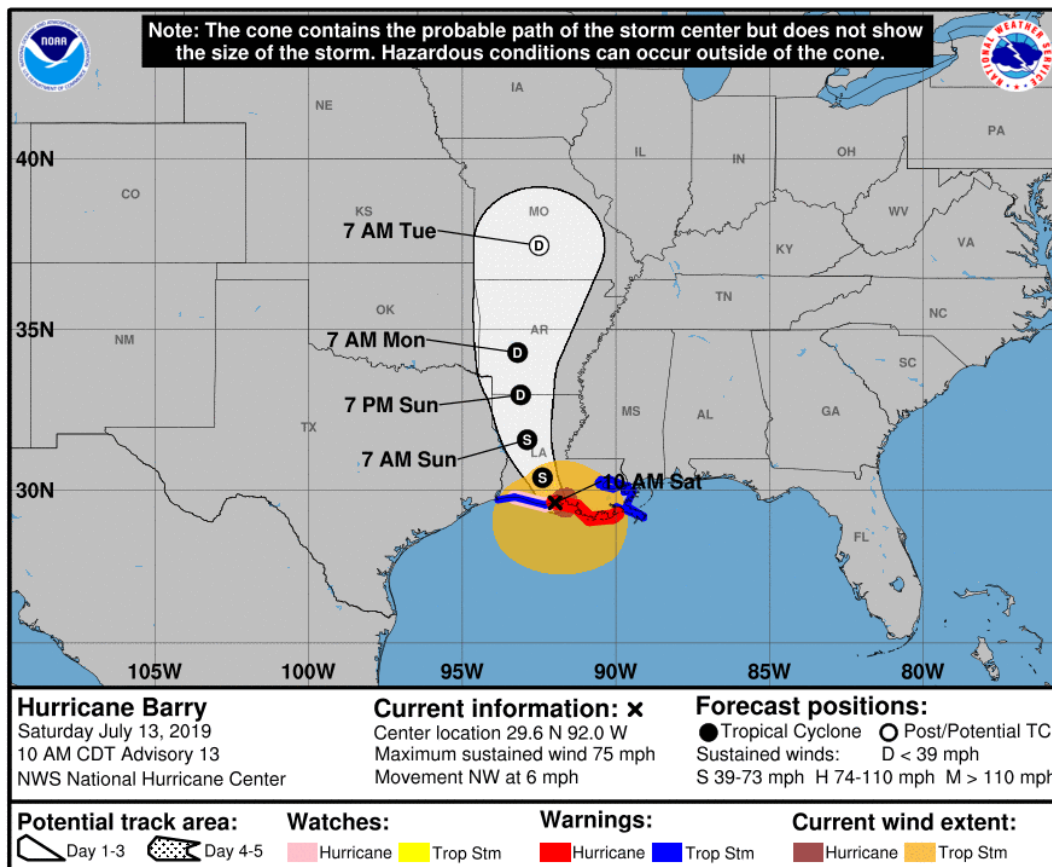 Note: The cone contains the probable path of the storm center but does not show
the size of the storm. Hazardous conditions can occur outside of the cone.
NOAA
NATIONAL WEATHER SERVICE
IA
NE
PA
40N
IL
IN
OH
CO
MO
KS
WV
7 AM Tue
D
VA
KY
TN
OK
NC
35N
AR
NM
7 AM Mon
D
SC
D
7 PM Sun
MS
AL
GA
TX
S
7 AM Sun
LA
S
10 AM Sat
30N
FL
105W
100W
95W
90W
85W
80W
Hurricane Barry
Saturday July 13, 2019
10 AM CDT Advisory 13
NWS National Hurricane Center
Current information: x
Center location 29.6 N 92.0 W
Maximum sustained wind 75 mph
Movement NW at 6 mph
Forecast positions:
Tropical Cyclone Post/Potential TC
Sustained winds: D < 39 mph
S 39-73 mph H 74-110 mph M > 110 mph
Potential track area:
Day 1-3 Day 4-5
Watches:
Hurricane Trop Stm
Warnings:
Hurricane Trop Stm
Current wind extent:
Hurricane Trop Stm